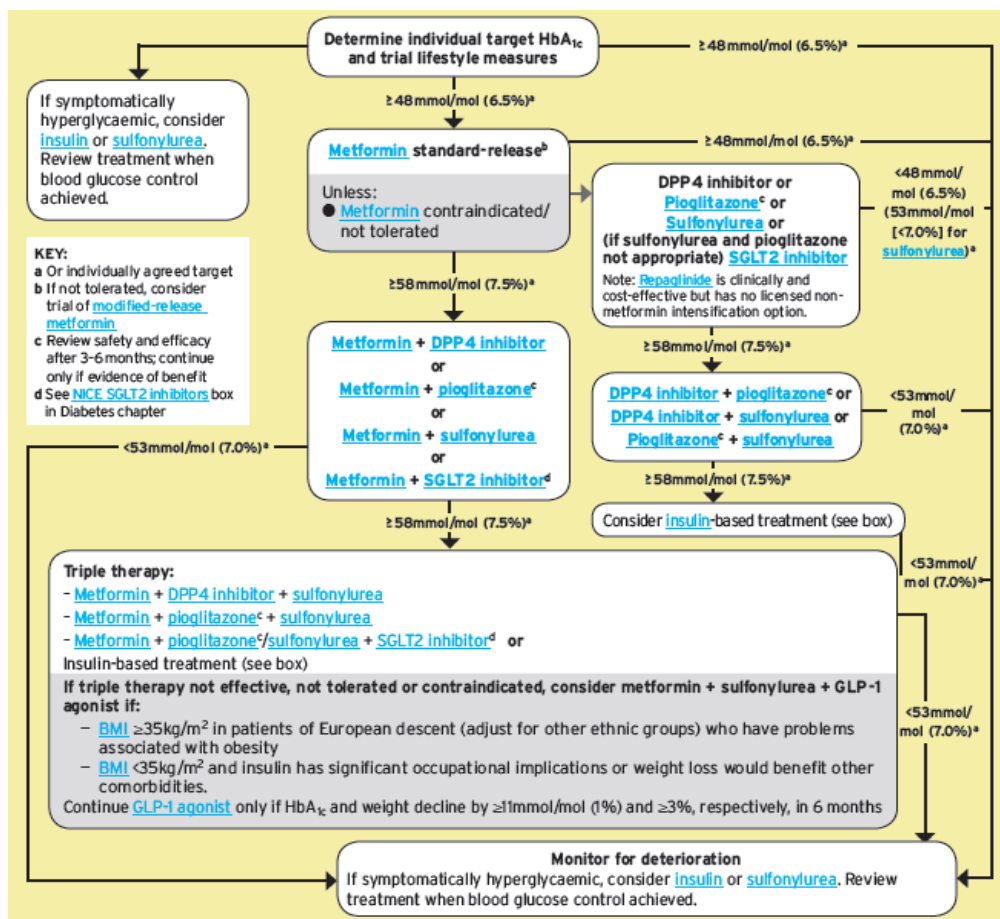 Determine individual target HbA1c
and trial lifestyle measures
≥48mmol/mol (6.5%)a
≥48mmol/mol (6.5%)a
If symptomatically
hyperglycaemic, consider
insulin or sulfonylurea.
Review treatment when
blood glucose control
achieved.
Metformin standard-releaseb
Unless:
● Metformin contraindicated/
not tolerated
≥48mmol/mol (6.5%)a
DPP4 inhibitor or
Pioglitazonec or
Sulfonylurea or
(if sulfonylurea and pioglitazone
not appropriate) SGLT2 inhibitor
Note: Repaglinide is clinically and
cost-effective but has no licensed non-
metformin intensification option.
<48mmol/
mol (6.5%)
(53mmol/mol
[<7.0%] for
sulfonylurea)a
KEY:
a Or individually agreed target
b If not tolerated, consider
trial of modified-release
metformin
c Review safety and efficacy
after 3-6 months; continue
only if evidence of benefit
d See NICE SGLT2 inhibitors box
in Diabetes chapter
≥58mmol/mol (7.5%)a
Metformin + DPP4 inhibitor
or
Metformin + pioglitazonec
or
Metformin + sulfonylurea
or
Metformin + SGLT2 inhibitord
≥58mmol/mol (7.5%)a
DPP4 inhibitor + pioglitazonec or
DPP4 inhibitor + sulfonylurea or
Pioglitazonec + sulfonylurea
<53mmol/
mol
(7.0%)a
<53mmol/mol (7.0%)a
≥58mmol/mol (7.5%)a
≥58mmol/mol (7.5%)a
Consider insulin-based treatment (see box)
<53mmol/
mol (7.0%)a
Triple therapy:
- Metformin + DPP4 inhibitor + sulfonylurea
- Metformin + pioglitazonec + sulfonylurea
- Metformin + pioglitazonec/sulfonylurea + SGLT2 inhibitord or
Insulin-based treatment (see box)
If triple therapy not effective, not tolerated or contraindicated, consider metformin + sulfonylurea + GLP-1
agonist if:
– BMI ≥35kg/m² in patients of European descent (adjust for other ethnic groups) who have problems
associated with obesity
– BMI <35kg/m² and insulin has significant occupational implications or weight loss would benefit other
comorbidities.
Continue GLP-1 agonist only if HbA1c and weight decline by ≥11mmol/mol (1%) and ≥3%, respectively, in 6 months
<53mmol/
mol (7.0%)a
Monitor for deterioration
If symptomatically hyperglycaemic, consider insulin or sulfonylurea. Review
treatment when blood glucose control achieved.